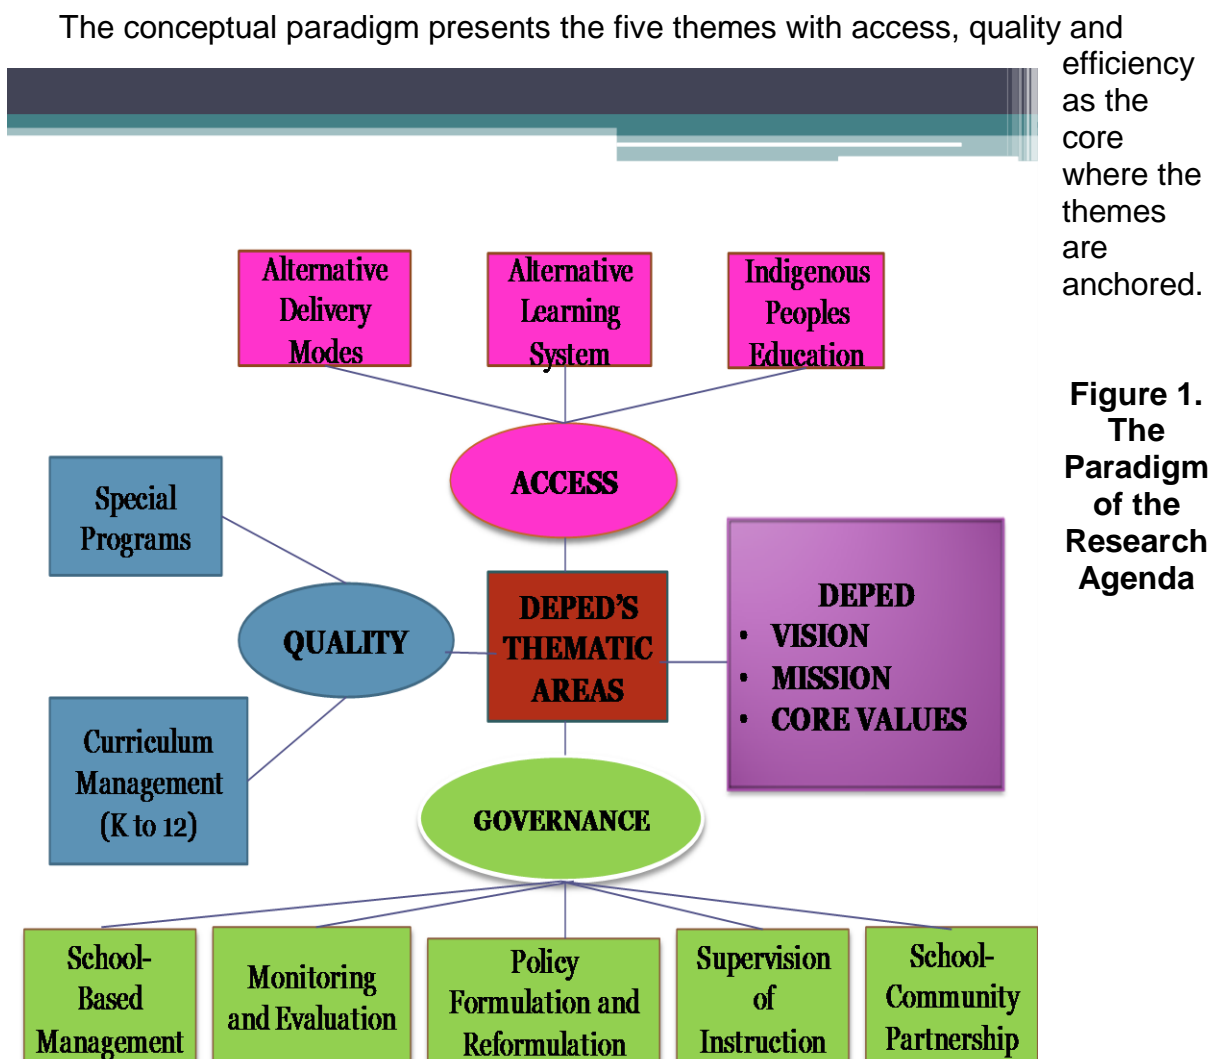 The conceptual paradigm presents the five themes with access, quality and
efficiency
as the
core
where the
themes
are
anchored.
Figure 1.
The
Paradigm
of the
Research
Agenda
Alternative
Delivery
Modes
Alternative
Learning
System
Indigenous
Peoples
Education
ACCESS
Special
Programs
QUALITY
DEPED'S
THEMATIC
AREAS
DEPED
• VISION
• MISSION
• CORE VALUES
Curriculum
Management
(K to 12)
GOVERNANCE
School-
Based
Management
Monitoring
and Evaluation
Policy
Formulation and
Reformulation
Supervision
of
Instruction
School-
Community
Partnership